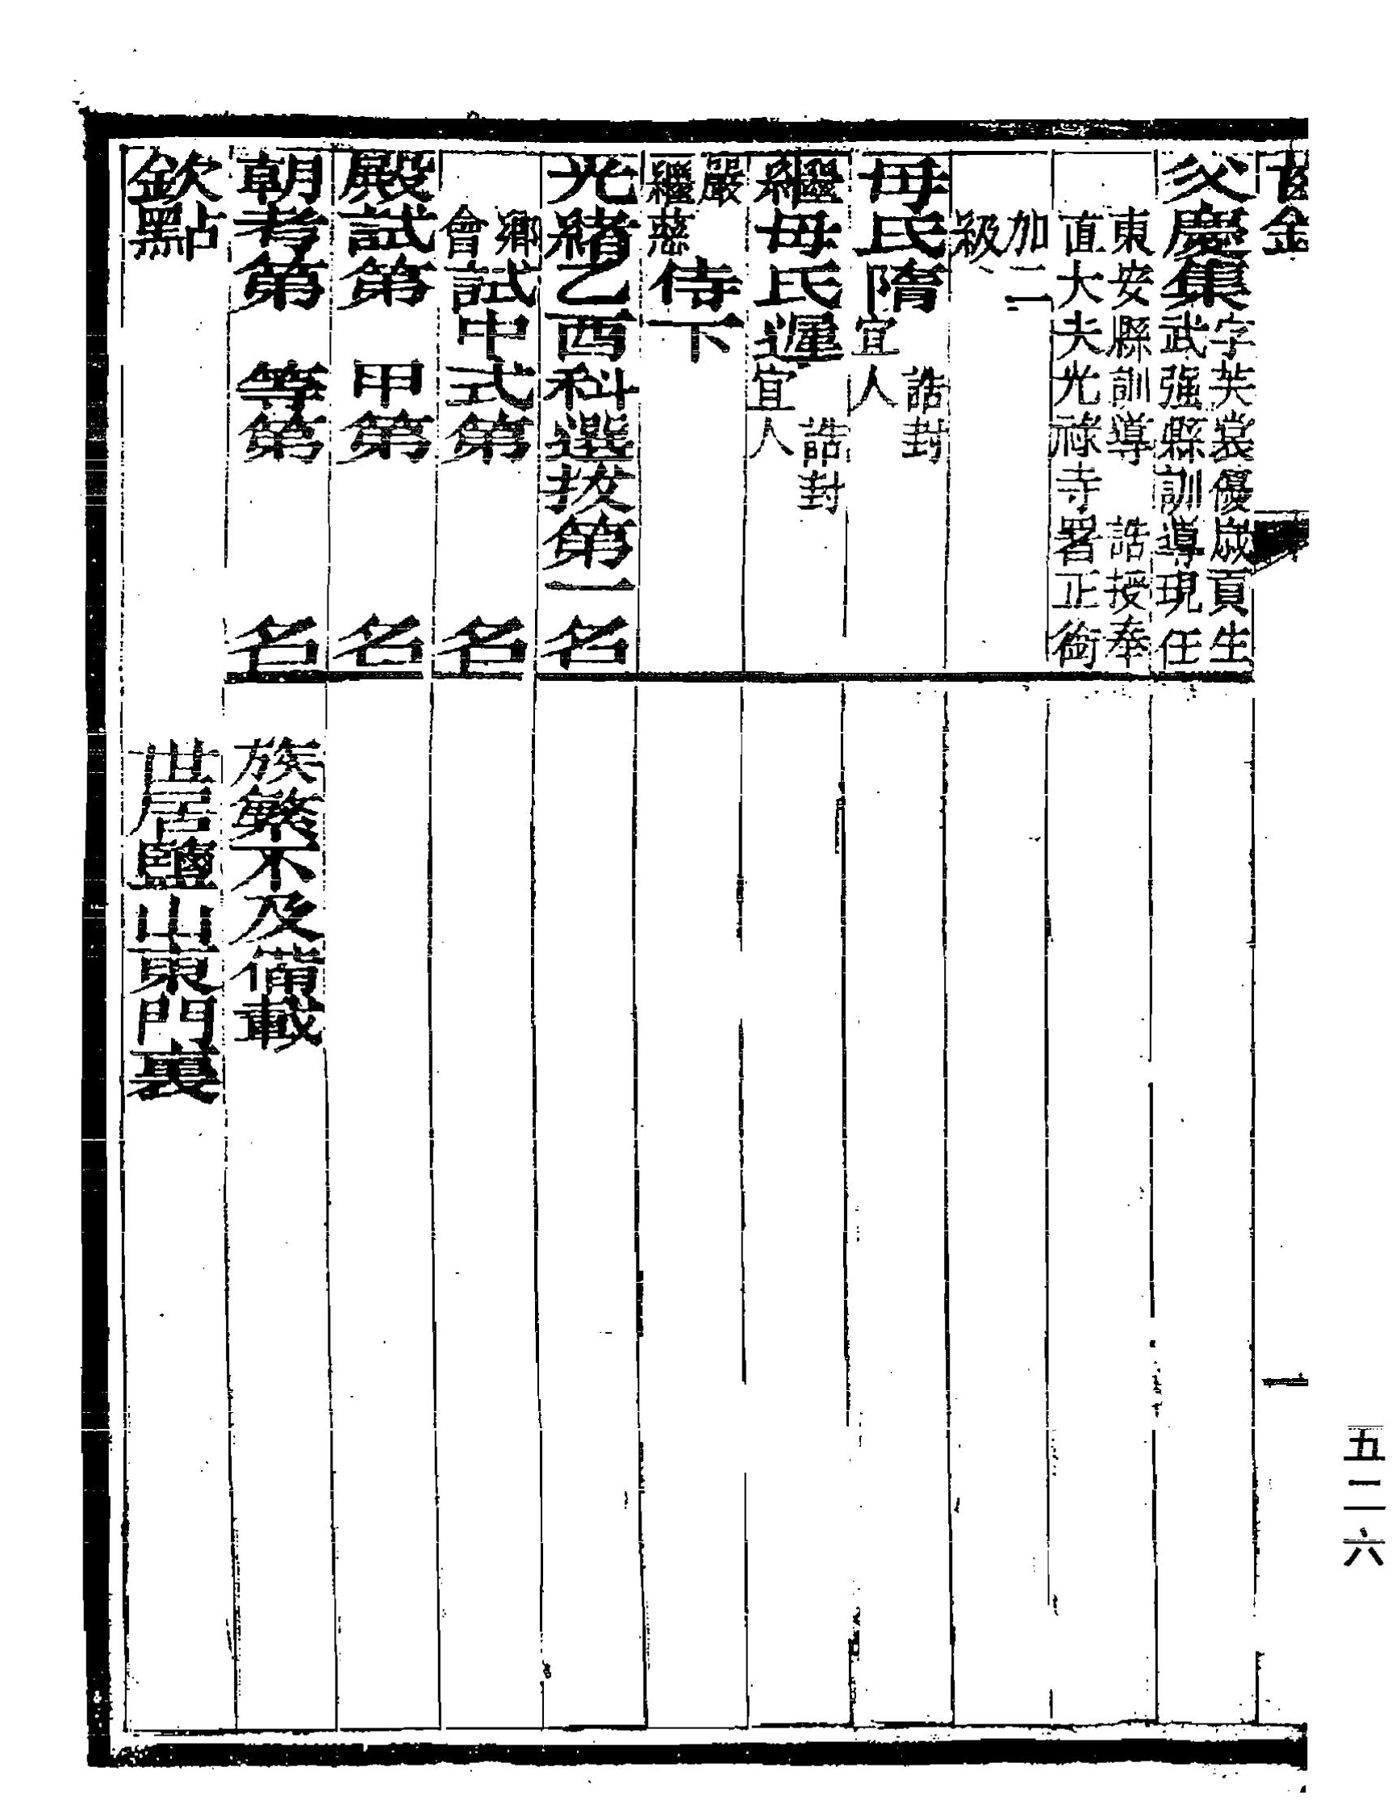 五二六
一
父慶集 字芙裳優歲貢生
武强縣訓導現任
東安縣訓導 誥授奉
直大夫光祿寺署正銜
加二
級
母氏隋 誥封
宜人
繼母氏遲 誥封
宜人
嚴
繼慈 侍下
光緒乙酉科選拔第一名
鄉
會試中式第 名
殿試第 甲第 名
朝考第 等第 名
欽點
族繁不及備載
世居鹽山東門裏